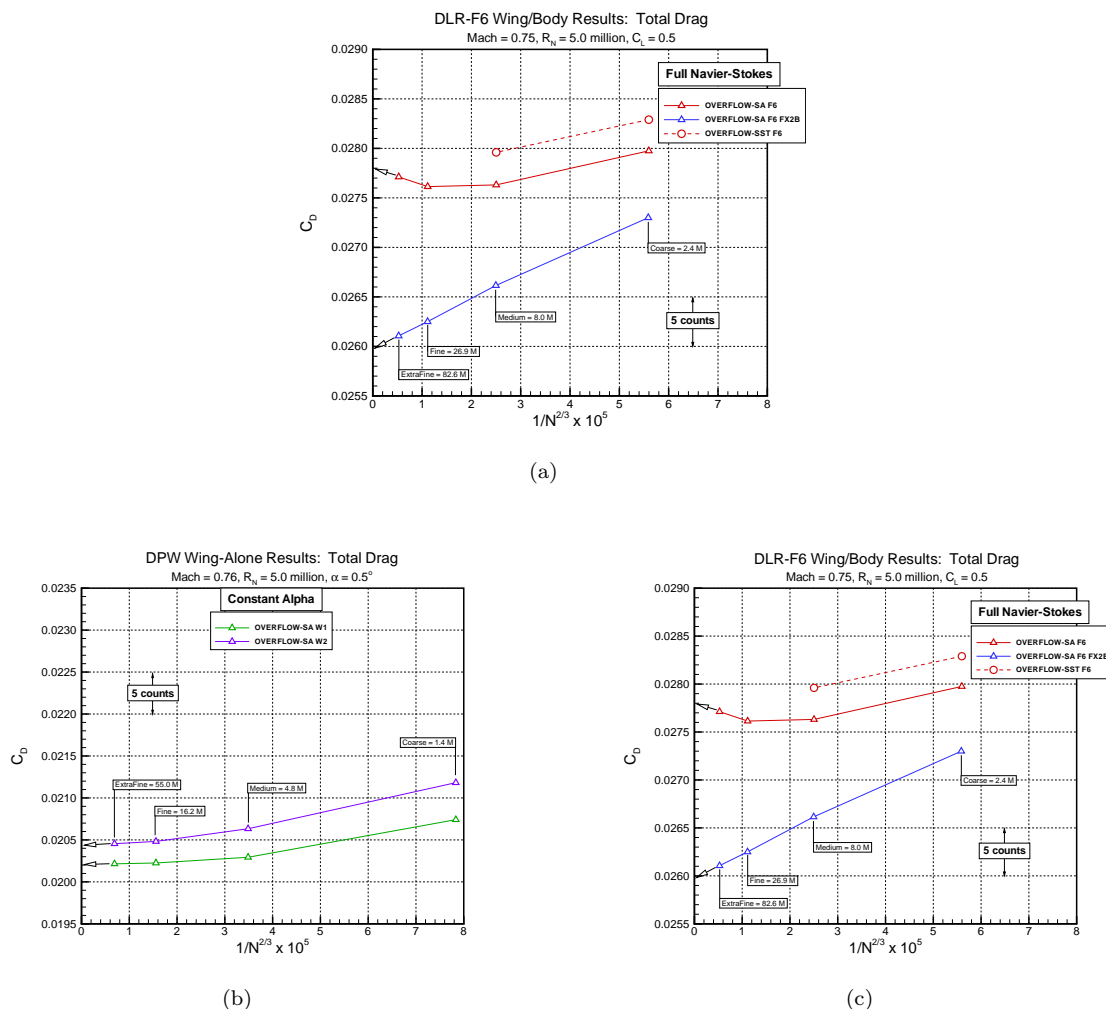 DLR-F6 Wing/Body Results: Total Drag
Mach = 0.75, R_N = 5.0 million, C_L = 0.5
0.0290
0.0285
0.0280
0.0275
0.0270
0.0265
0.0260
0.0255
C_D
Full Navier-Stokes
OVERFLOW-SA F6
OVERFLOW-SA F6 FX2B
OVERFLOW-SST F6
Coarse = 2.4 M
Medium = 8.0 M
5 counts
Fine = 26.9 M
ExtraFine = 82.6 M
0 1 2 3 4 5 6 7 8
1/N^{2/3} x 10^5
(a)
DPW Wing-Alone Results: Total Drag
Mach = 0.76, R_N = 5.0 million, α = 0.5°
0.0235
0.0230
0.0225
0.0220
0.0215
0.0210
0.0205
0.0200
0.0195
C_D
Constant Alpha
OVERFLOW-SA W1
OVERFLOW-SA W2
5 counts
Coarse = 1.4 M
ExtraFine = 55.0 M
Medium = 4.8 M
Fine = 16.2 M
0 1 2 3 4 5 6 7 8
1/N^{2/3} x 10^5
(b)
DLR-F6 Wing/Body Results: Total Drag
Mach = 0.75, R_N = 5.0 million, C_L = 0.5
0.0290
0.0285
0.0280
0.0275
0.0270
0.0265
0.0260
0.0255
C_D
Full Navier-Stokes
OVERFLOW-SA F6
OVERFLOW-SA F6 FX2B
OVERFLOW-SST F6
Coarse = 2.4 M
Medium = 8.0 M
5 counts
Fine = 26.9 M
ExtraFine = 82.6 M
0 1 2 3 4 5 6 7 8
1/N^{2/3} x 10^5
(c)